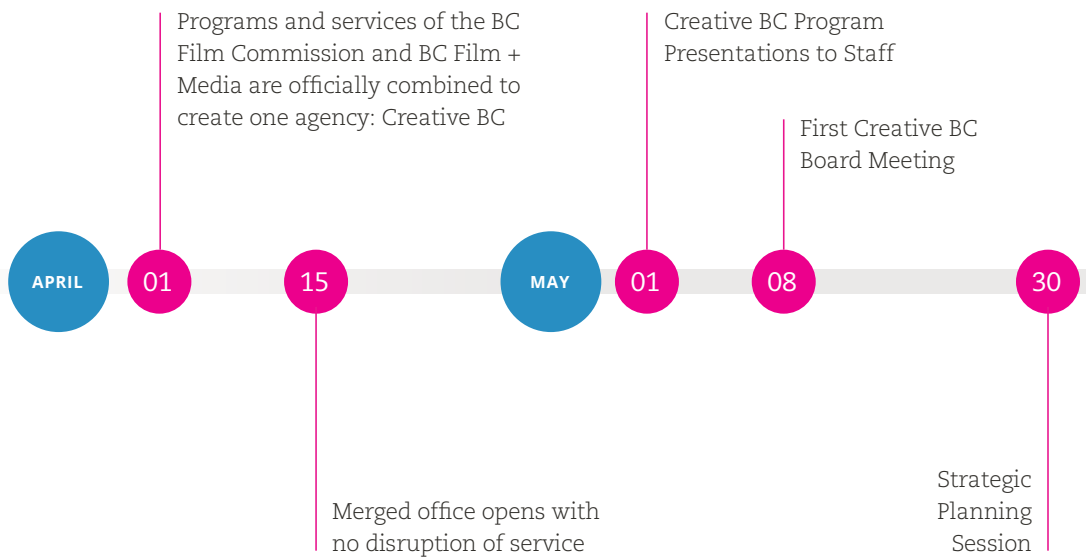 Programs and services of the BC
Film Commission and BC Film +
Media are officially combined to
create one agency: Creative BC
Creative BC Program
Presentations to Staff
First Creative BC
Board Meeting
APRIL
01
15
MAY
01
08
30
Merged office opens with
no disruption of service
Strategic
Planning
Session